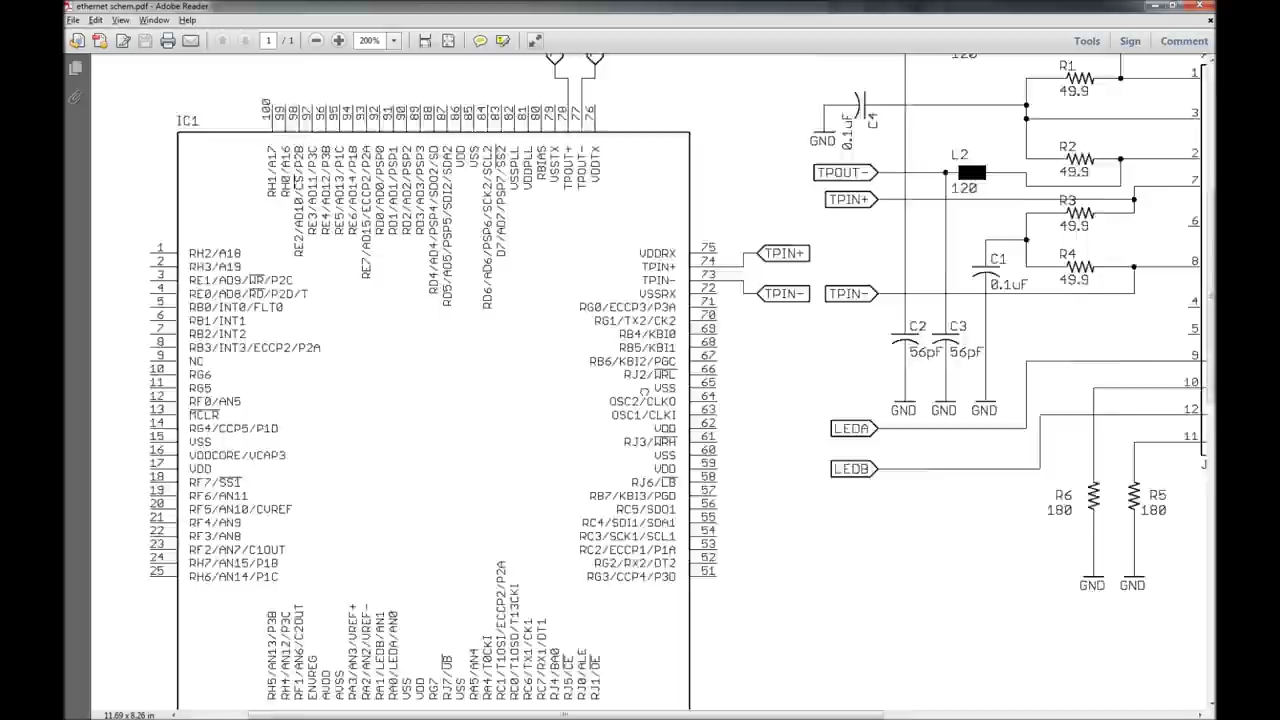 ethernet schem.pdf - Adobe Reader
File Edit View Window Help
1 / 1 200% Tools Sign Comment
IC1
100 99 98 97 96 95 94 93 92 91 90 89 88 87 86 85 84 83 82 81 80 79 78 77 76
RH1/A17
RH0/A16
RE2/AD10/CS/P2B
RE3/AD11/P3C
RE4/AD12/P3B
RE5/AD13/P1C
RE6/AD14/P1B
RE7/AD15/ECCP2/P2A
RD0/AD0/PSP0
RD1/AD1/PSP1
RD2/AD2/PSP2
RD3/AD3/PSP3
RD4/AD4/PSP4/SDO2/SD
RD5/AD5/PSP5/SDI2/SDA2
VDD
VSS
RD6/AD6/PSP6/SCK2/SCL2
D7/AD7/PSP7/SS2
VSSPLL
VDDPLL
RBIAS
VSSTX
TPOUT+
TPOUT-
VDDTX
1 RH2/A18
2 RH3/A19
3 RE1/AD9/WR/P2C
4 RE0/AD8/RD/P2D/T
5 RB0/INT0/FLT0
6 RB1/INT1
7 RB2/INT2
8 RB3/INT3/ECCP2/P2A
9 NC
10 RG6
11 RG5
12 RF0/AN5
13 MCLR
14 RG4/CCP5/P1D
15 VSS
16 VDDCORE/VCAP3
17 VDD
18 RF7/SS1
19 RF6/AN11
20 RF5/AN10/CVREF
21 RF4/AN9
22 RF3/AN8
23 RF2/AN7/C1OUT
24 RH7/AN15/P1B
25 RH6/AN14/P1C
VDDRX 75
TPIN+ 74
TPIN- 73
VSSRX 72
RG0/ECCP3/P3A 71
RG1/TX2/CK2 70
RB4/KBI0 69
RB5/KBI1 68
RB6/KBI2/PGC 67
RJ2/WRL 66
VSS 65
OSC2/CLKO 64
OSC1/CLKI 63
VDD 62
RJ3/WRH 61
VSS 60
VDD 59
RJ6/LB 58
RB7/KBI3/PGD 57
RC5/SDO1 56
RC4/SDI1/SDA1 55
RC3/SCK1/SCL1 54
RC2/ECCP1/P1A 53
RG2/RX2/DT2 52
RG3/CCP4/P3D 51
RH5/AN13/P3B
RH4/AN12/P3C
RF1/AN6/C2OUT
ENVREG
AVDD
AVSS
RA3/AN3/VREF+
RA2/AN2/VREF-
RA1/LEDB/AN1
RA0/LEDA/AN0
VSS
VDD
RG7
RJ7/UB
VSS
RA5/AN4
RA4/T0CKI
RC1/T1OSI/ECCP2/P2A
RC0/T1OSO/T13CKI
RC6/TX1/CK1
RC7/RX1/DT1
RJ4/BA0
RJ5/CE
RJ0/ALE
RJ1/OE
TPIN+
TPIN-
120
R1
49.9
1
0.1uF C4
GND
3
R2
49.9
2
TPOUT-
L2
120
7
TPIN+
R3
49.9
6
R4
49.9
8
C1
0.1uF
TPIN-
4
5
C2
56pF
C3
56pF
9
10
GND GND GND
12
LEDA
11
LEDB
R6
180
R5
180
GND GND
11.69 x 8.26 in